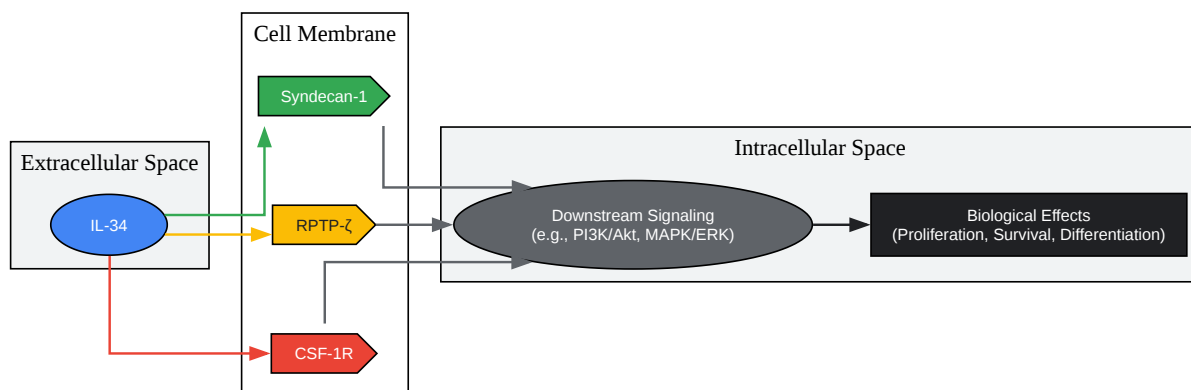 Cell Membrane
Syndecan-1
Extracellular Space
Intracellular Space
IL-34
RPTP-ζ
Downstream Signaling
(e.g., PI3K/Akt, MAPK/ERK)
Biological Effects
(Proliferation, Survival, Differentiation)
CSF-1R